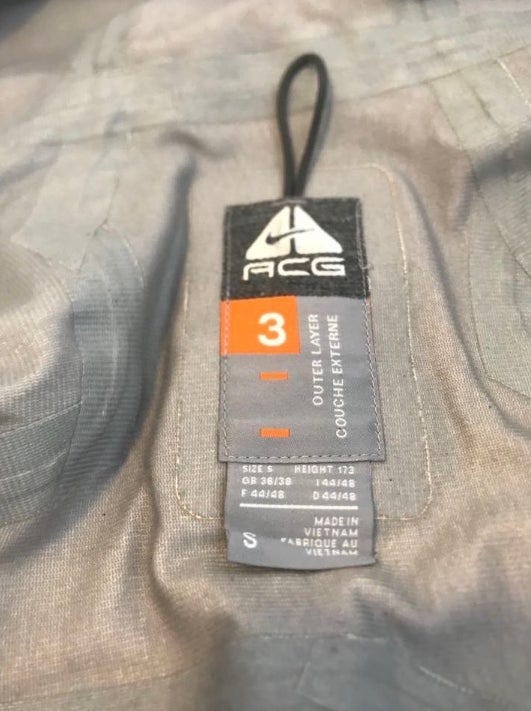 ACG
3
OUTER LAYER
COUCHE EXTERNE
SIZE S HEIGHT 173
GB 36/38 I 44/48
F 44/48 D 44/48
MADE IN
VIETNAM
S FABRIQUE AU
VIETNAM